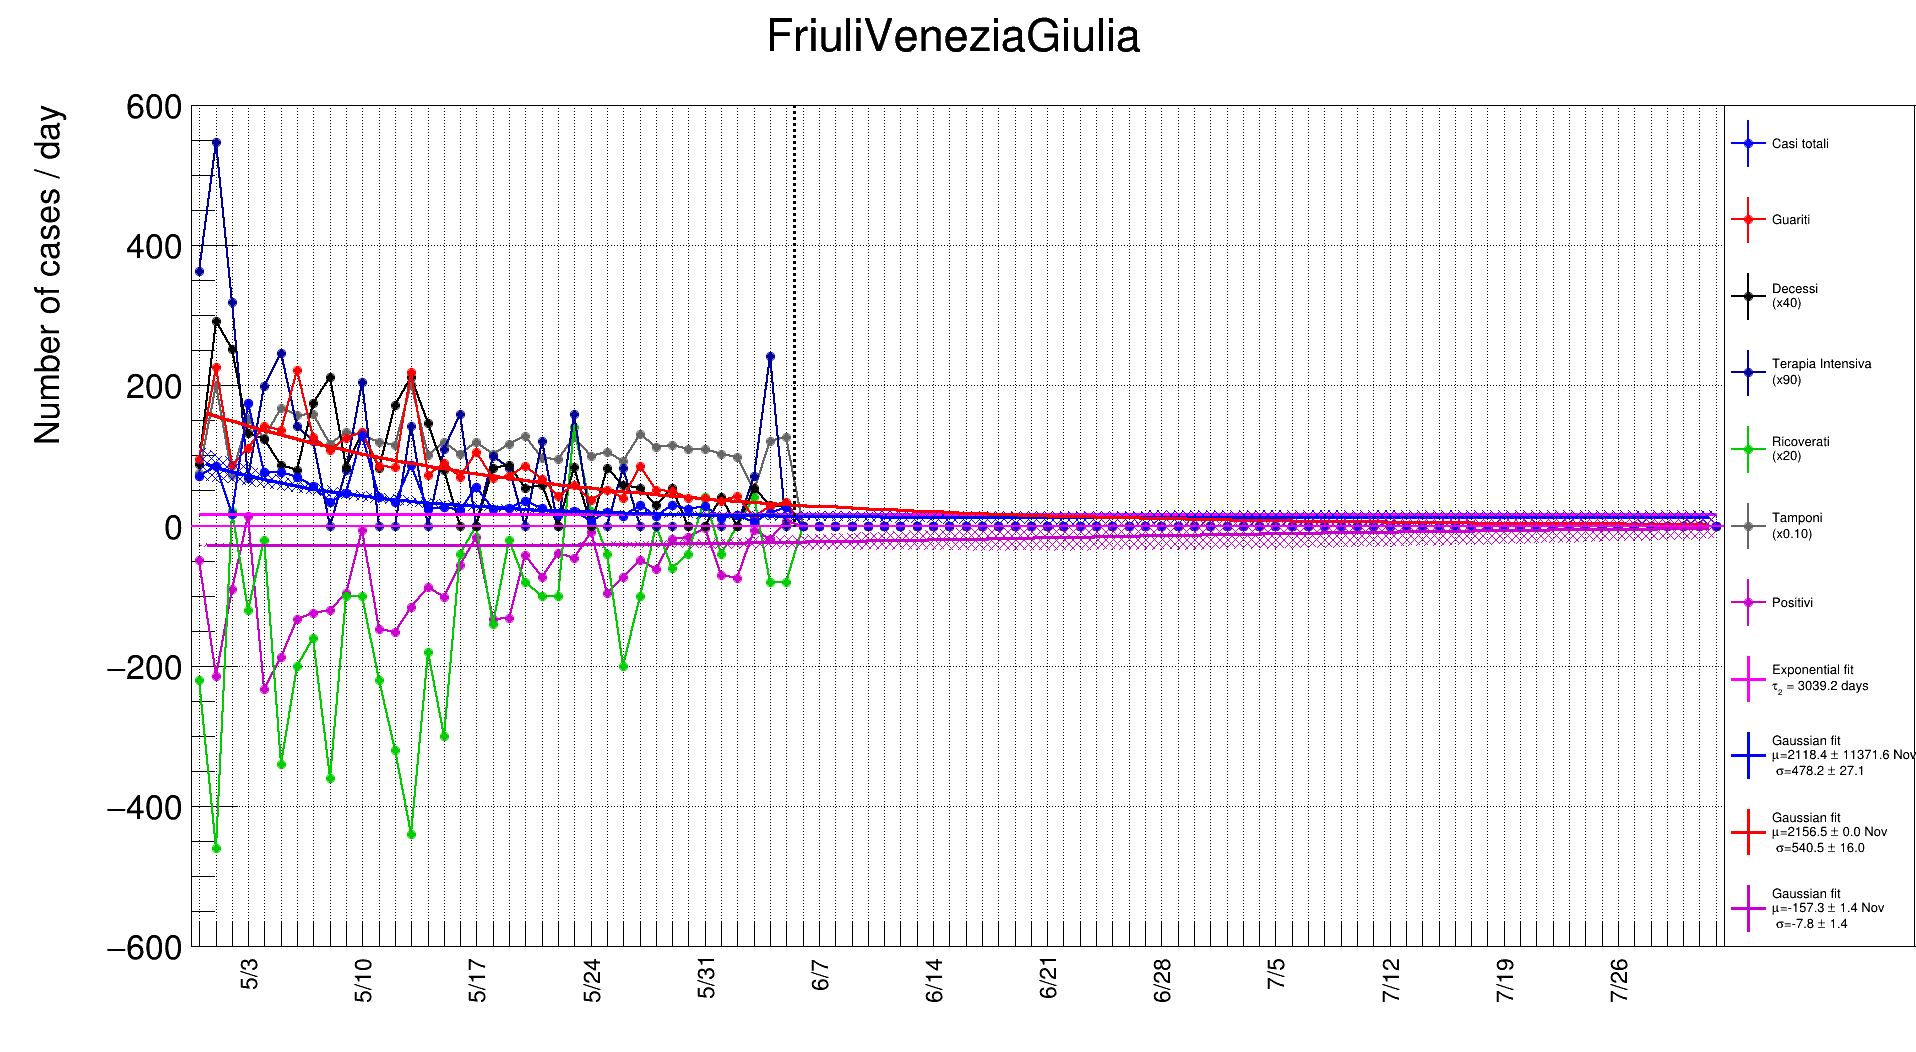 FriuliVeneziaGiulia
Number of cases / day
600
400
200
0
−200
−400
−600
5/3
5/10
5/17
5/24
5/31
6/7
6/14
6/21
6/28
7/5
7/12
7/19
7/26
Casi totali
Guariti
Decessi
(x40)
Terapia Intensiva
(x90)
Ricoverati
(x20)
Tamponi
(x0.10)
Positivi
Exponential fit
τ2 = 3039.2 days
Gaussian fit
μ=2118.4 ± 11371.6 Nov
σ=478.2 ± 27.1
Gaussian fit
μ=2156.5 ± 0.0 Nov
σ=540.5 ± 16.0
Gaussian fit
μ=-157.3 ± 1.4 Nov
σ=-7.8 ± 1.4